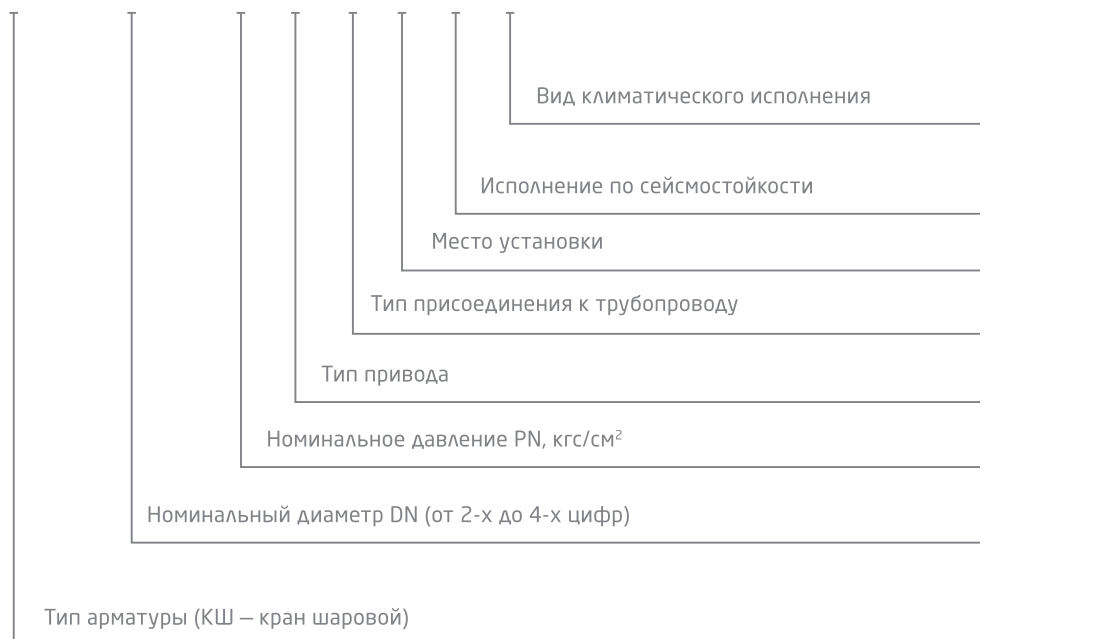 Вид климатического исполнения
Исполнение по сейсмостойкости
Место установки
Тип присоединения к трубопроводу
Тип привода
Номинальное давление PN, кгс/см²
Номинальный диаметр DN (от 2-х до 4-х цифр)
Тип арматуры (КШ — кран шаровой)